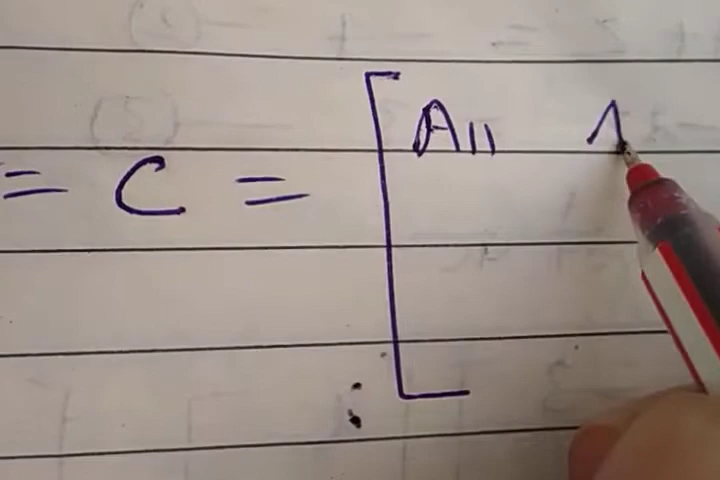 = C = [ A11